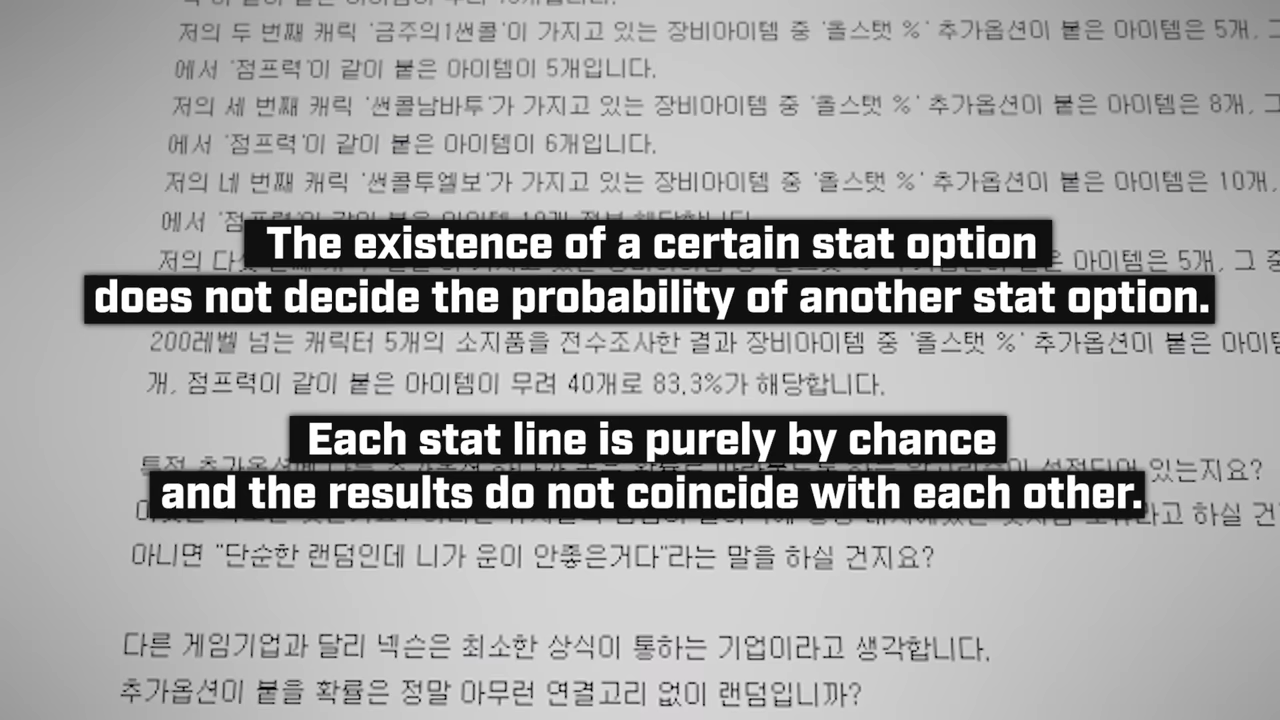 저의 두 번째 캐릭 '금주의1썬콜'이 가지고 있는 장비아이템 중 '올스탯 %' 추가옵션이 붙은 아이템은 5개, 그
에서 '점프력'이 같이 붙은 아이템이 5개입니다.
저의 세 번째 캐릭 '썬콜남바투'가 가지고 있는 장비아이템 중 '올스탯 %' 추가옵션이 붙은 아이템은 8개, 그
에서 '점프력'이 같이 붙은 아이템이 6개입니다.
저의 네 번째 캐릭 '썬콜투엘보'가 가지고 있는 장비아이템 중 '올스탯 %' 추가옵션이 붙은 아이템은 10개,
에서
The existence of a certain stat option
저의 아이템은 5개, 그 중
does not decide the probability of another stat option.
200레벨 넘는 캐릭터 5개의 소지품을 전수조사한 결과 장비아이템 중 '올스탯 %' 추가옵션이 붙은
개, 점프력이 같이 붙은 아이템이 무려 40개로 83.3%가 해당합니다.
Each stat line is purely by chance
있는지요?
and the results do not coincide with each other.
하실 건
아니면 "단순한 랜덤인데 니가 운이 안좋은거다"라는 말을 하실 건지요?
다른 게임기업과 달리 넥슨은 최소한 상식이 통하는 기업이라고 생각합니다.
추가옵션이 붙을 확률은 정말 아무런 연결고리 없이 랜덤입니까?